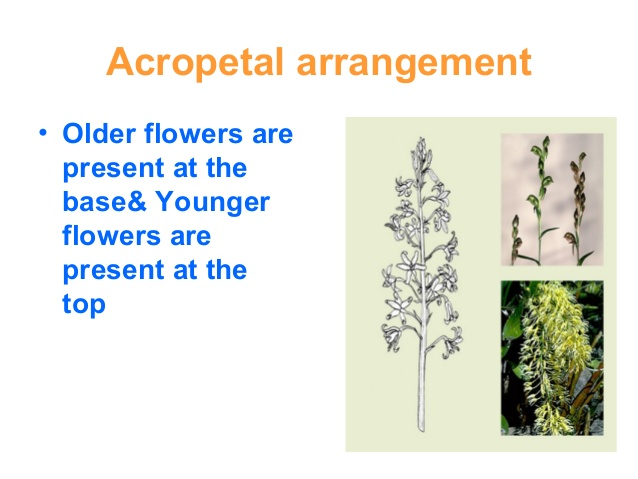 Acropetal arrangement
• Older flowers are
present at the
base& Younger
flowers are
present at the
top